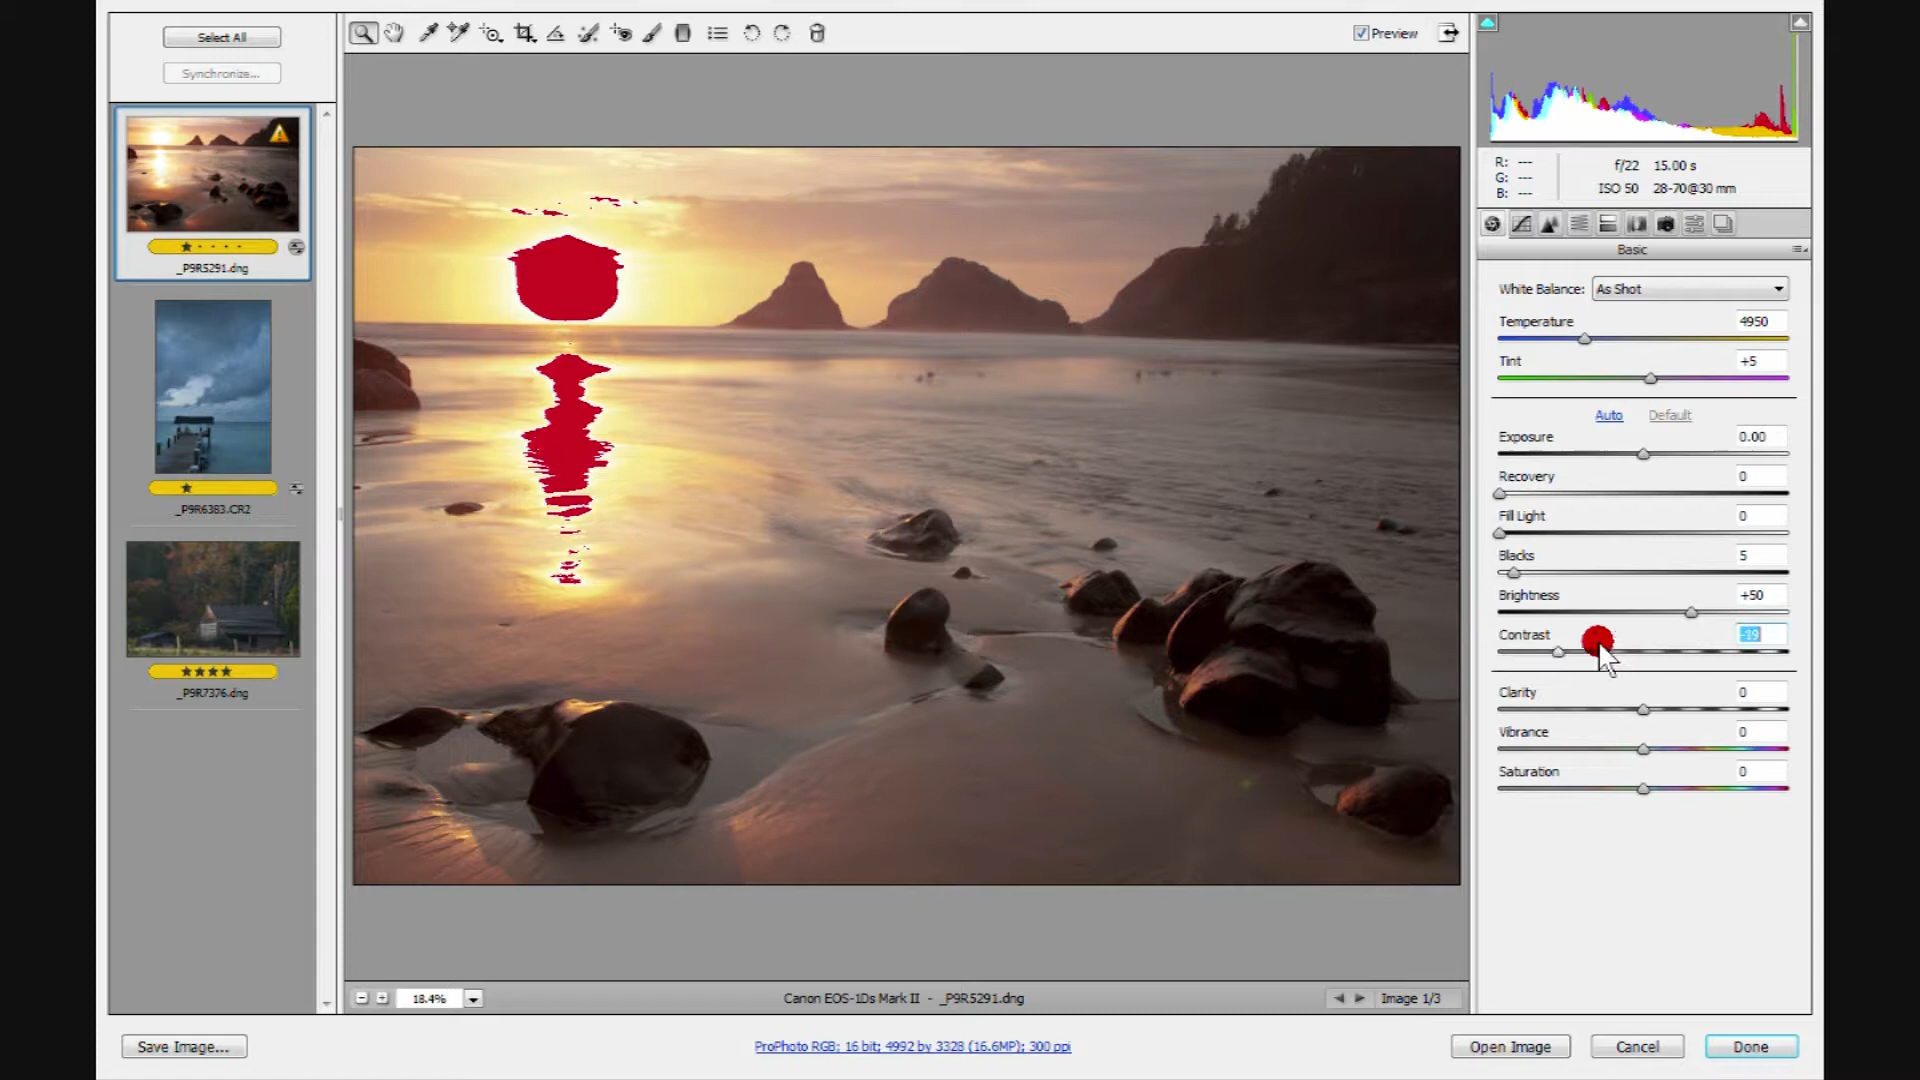 Select All
Synchronize...
_P9R5291.dng
_P9R6383.CR2
_P9R7376.dng
Preview
R: ---
G: ---
B: ---
f/22 15.00 s
ISO 50 28-70@30 mm
Basic
White Balance: As Shot
Temperature 4950
Tint +5
Auto Default
Exposure 0.00
Recovery 0
Fill Light 0
Blacks 5
Brightness +50
Contrast -19
Clarity 0
Vibrance 0
Saturation 0
18.4%
Canon EOS-1Ds Mark II - _P9R5291.dng
Image 1/3
Save Image...
ProPhoto RGB; 16 bit; 4992 by 3328 (16.6MP); 300 ppi
Open Image
Cancel
Done